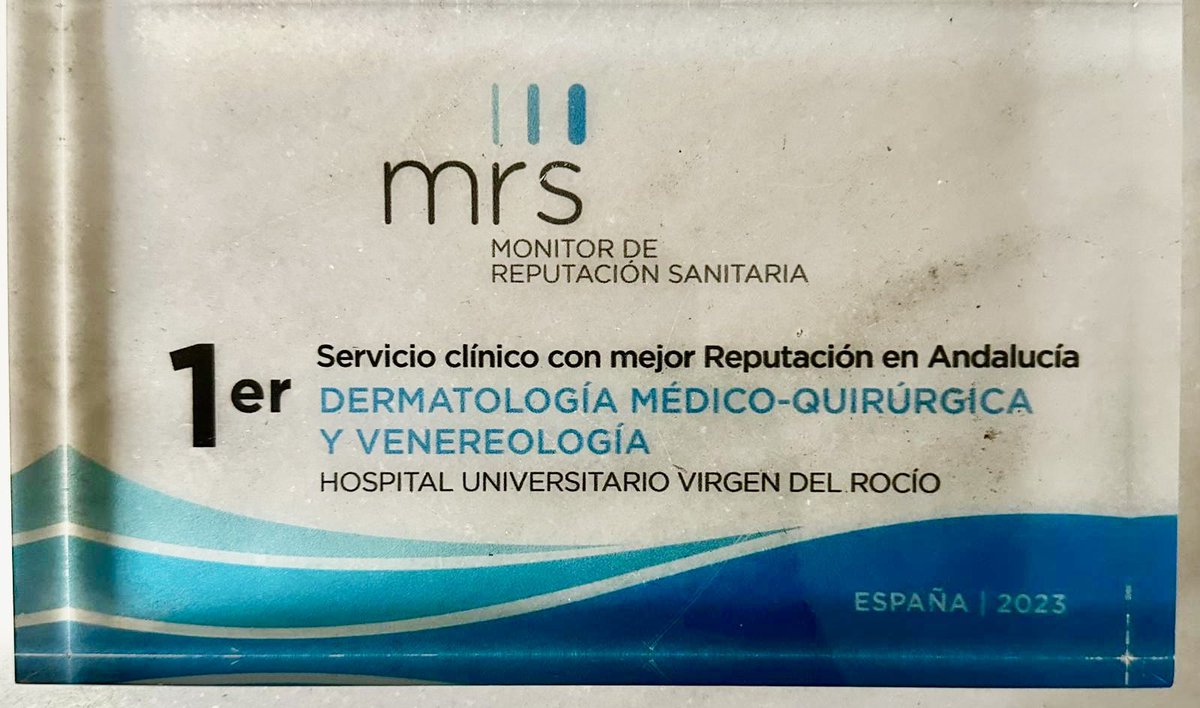 mrs
MONITOR DE
REPUTACIÓN SANITARIA
1er
Servicio clínico con mejor Reputación en Andalucía
DERMATOLOGÍA MÉDICO-QUIRÚRGICA
Y VENEREOLOGÍA
HOSPITAL UNIVERSITARIO VIRGEN DEL ROCÍO
ESPAÑA | 2023